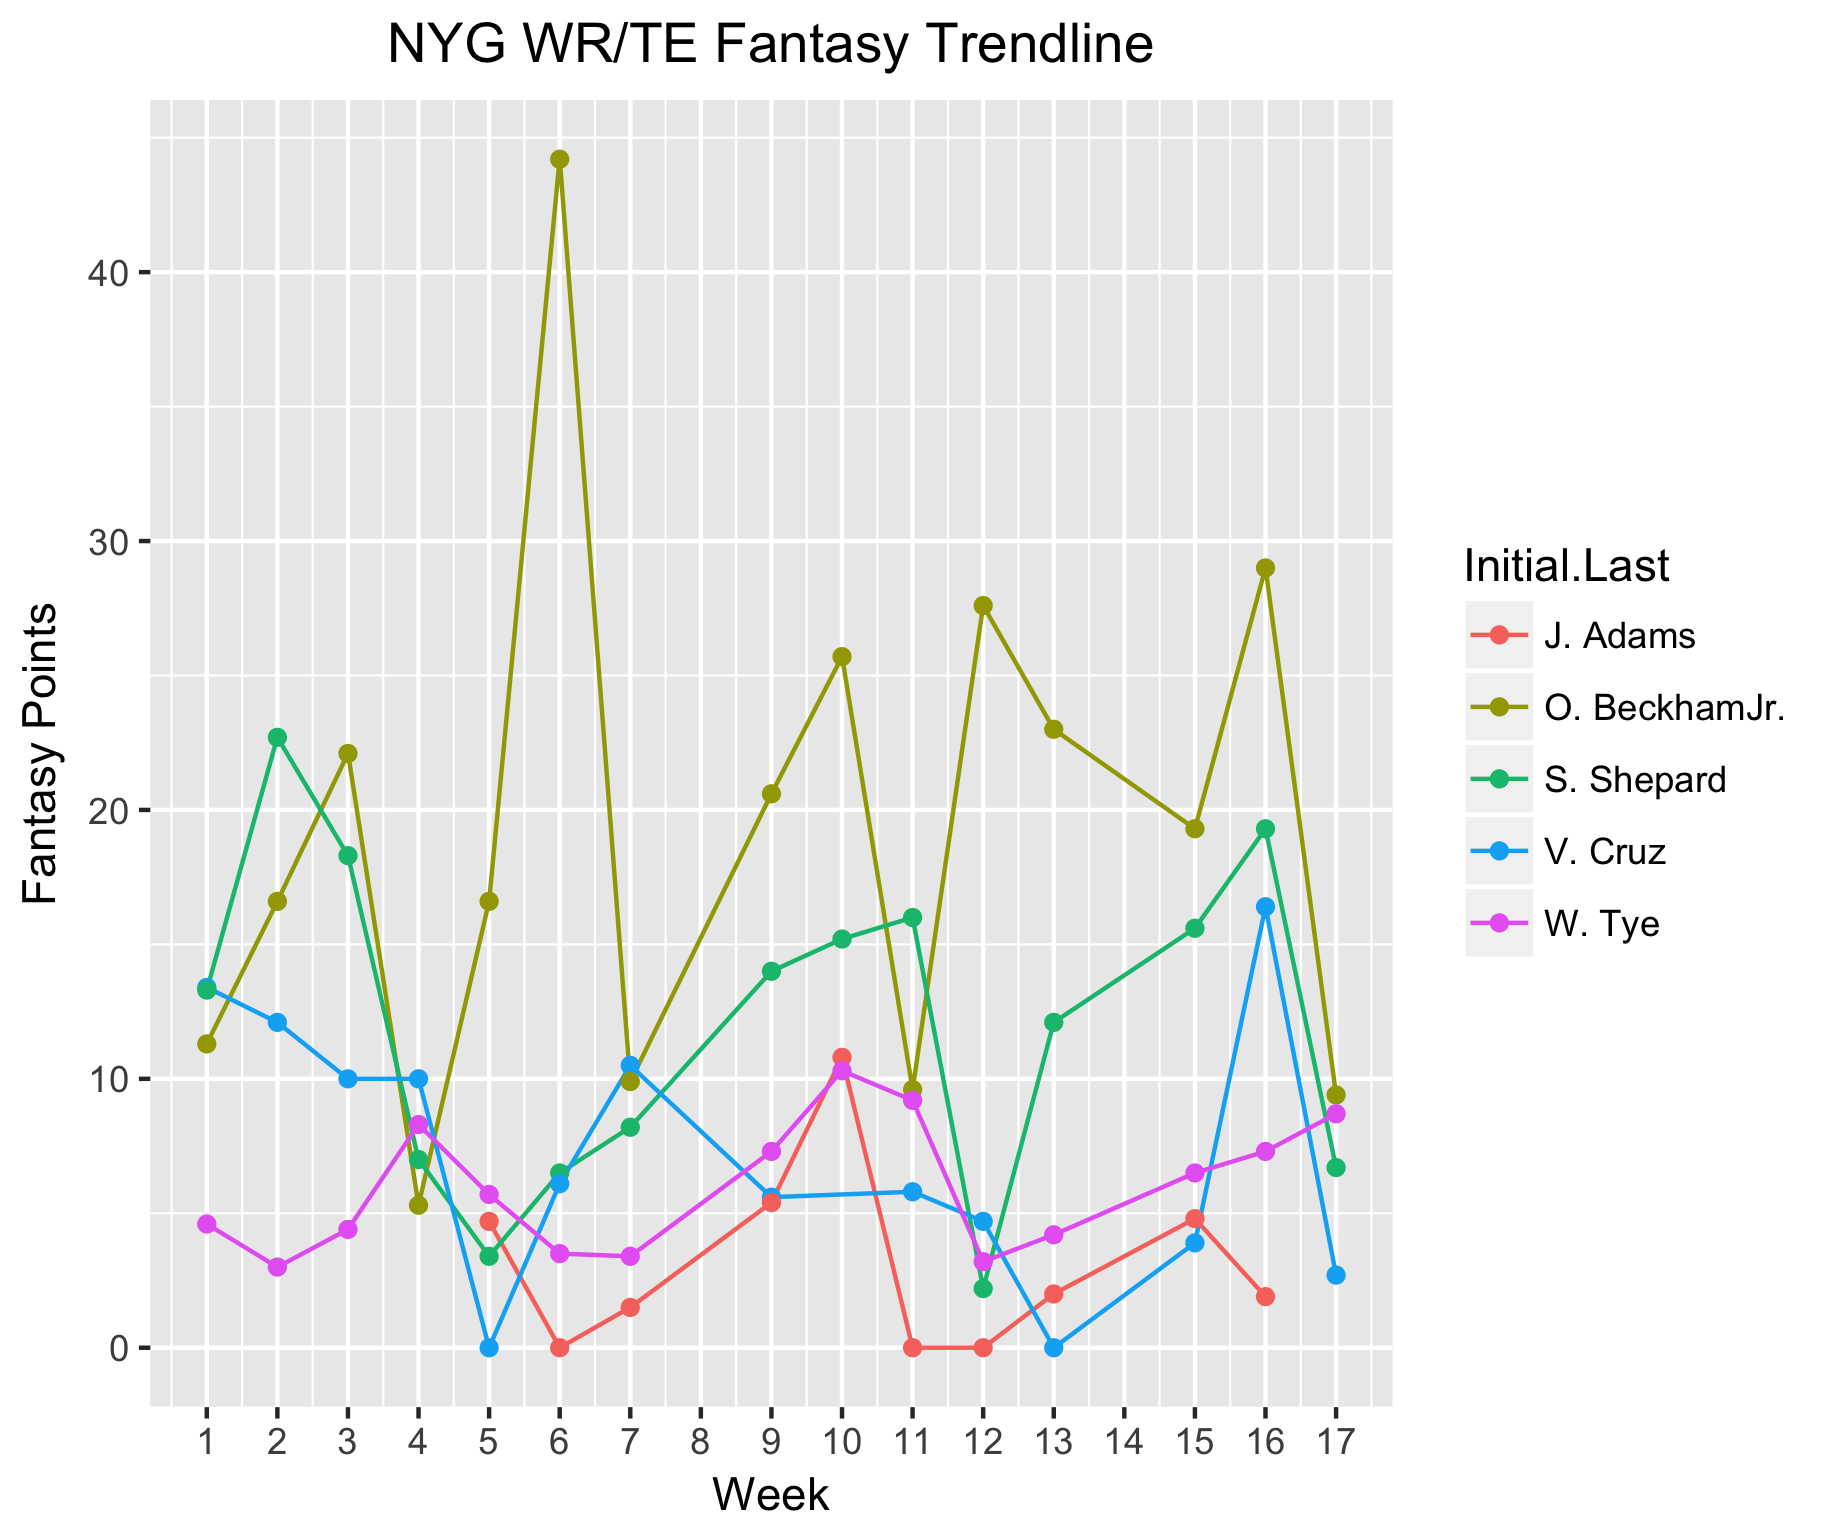 NYG WR/TE Fantasy Trendline
Fantasy Points
40
30
20
10
0
1 2 3 4 5 6 7 8 9 10 11 12 13 14 15 16 17
Week
Initial.Last
J. Adams
O. BeckhamJr.
S. Shepard
V. Cruz
W. Tye